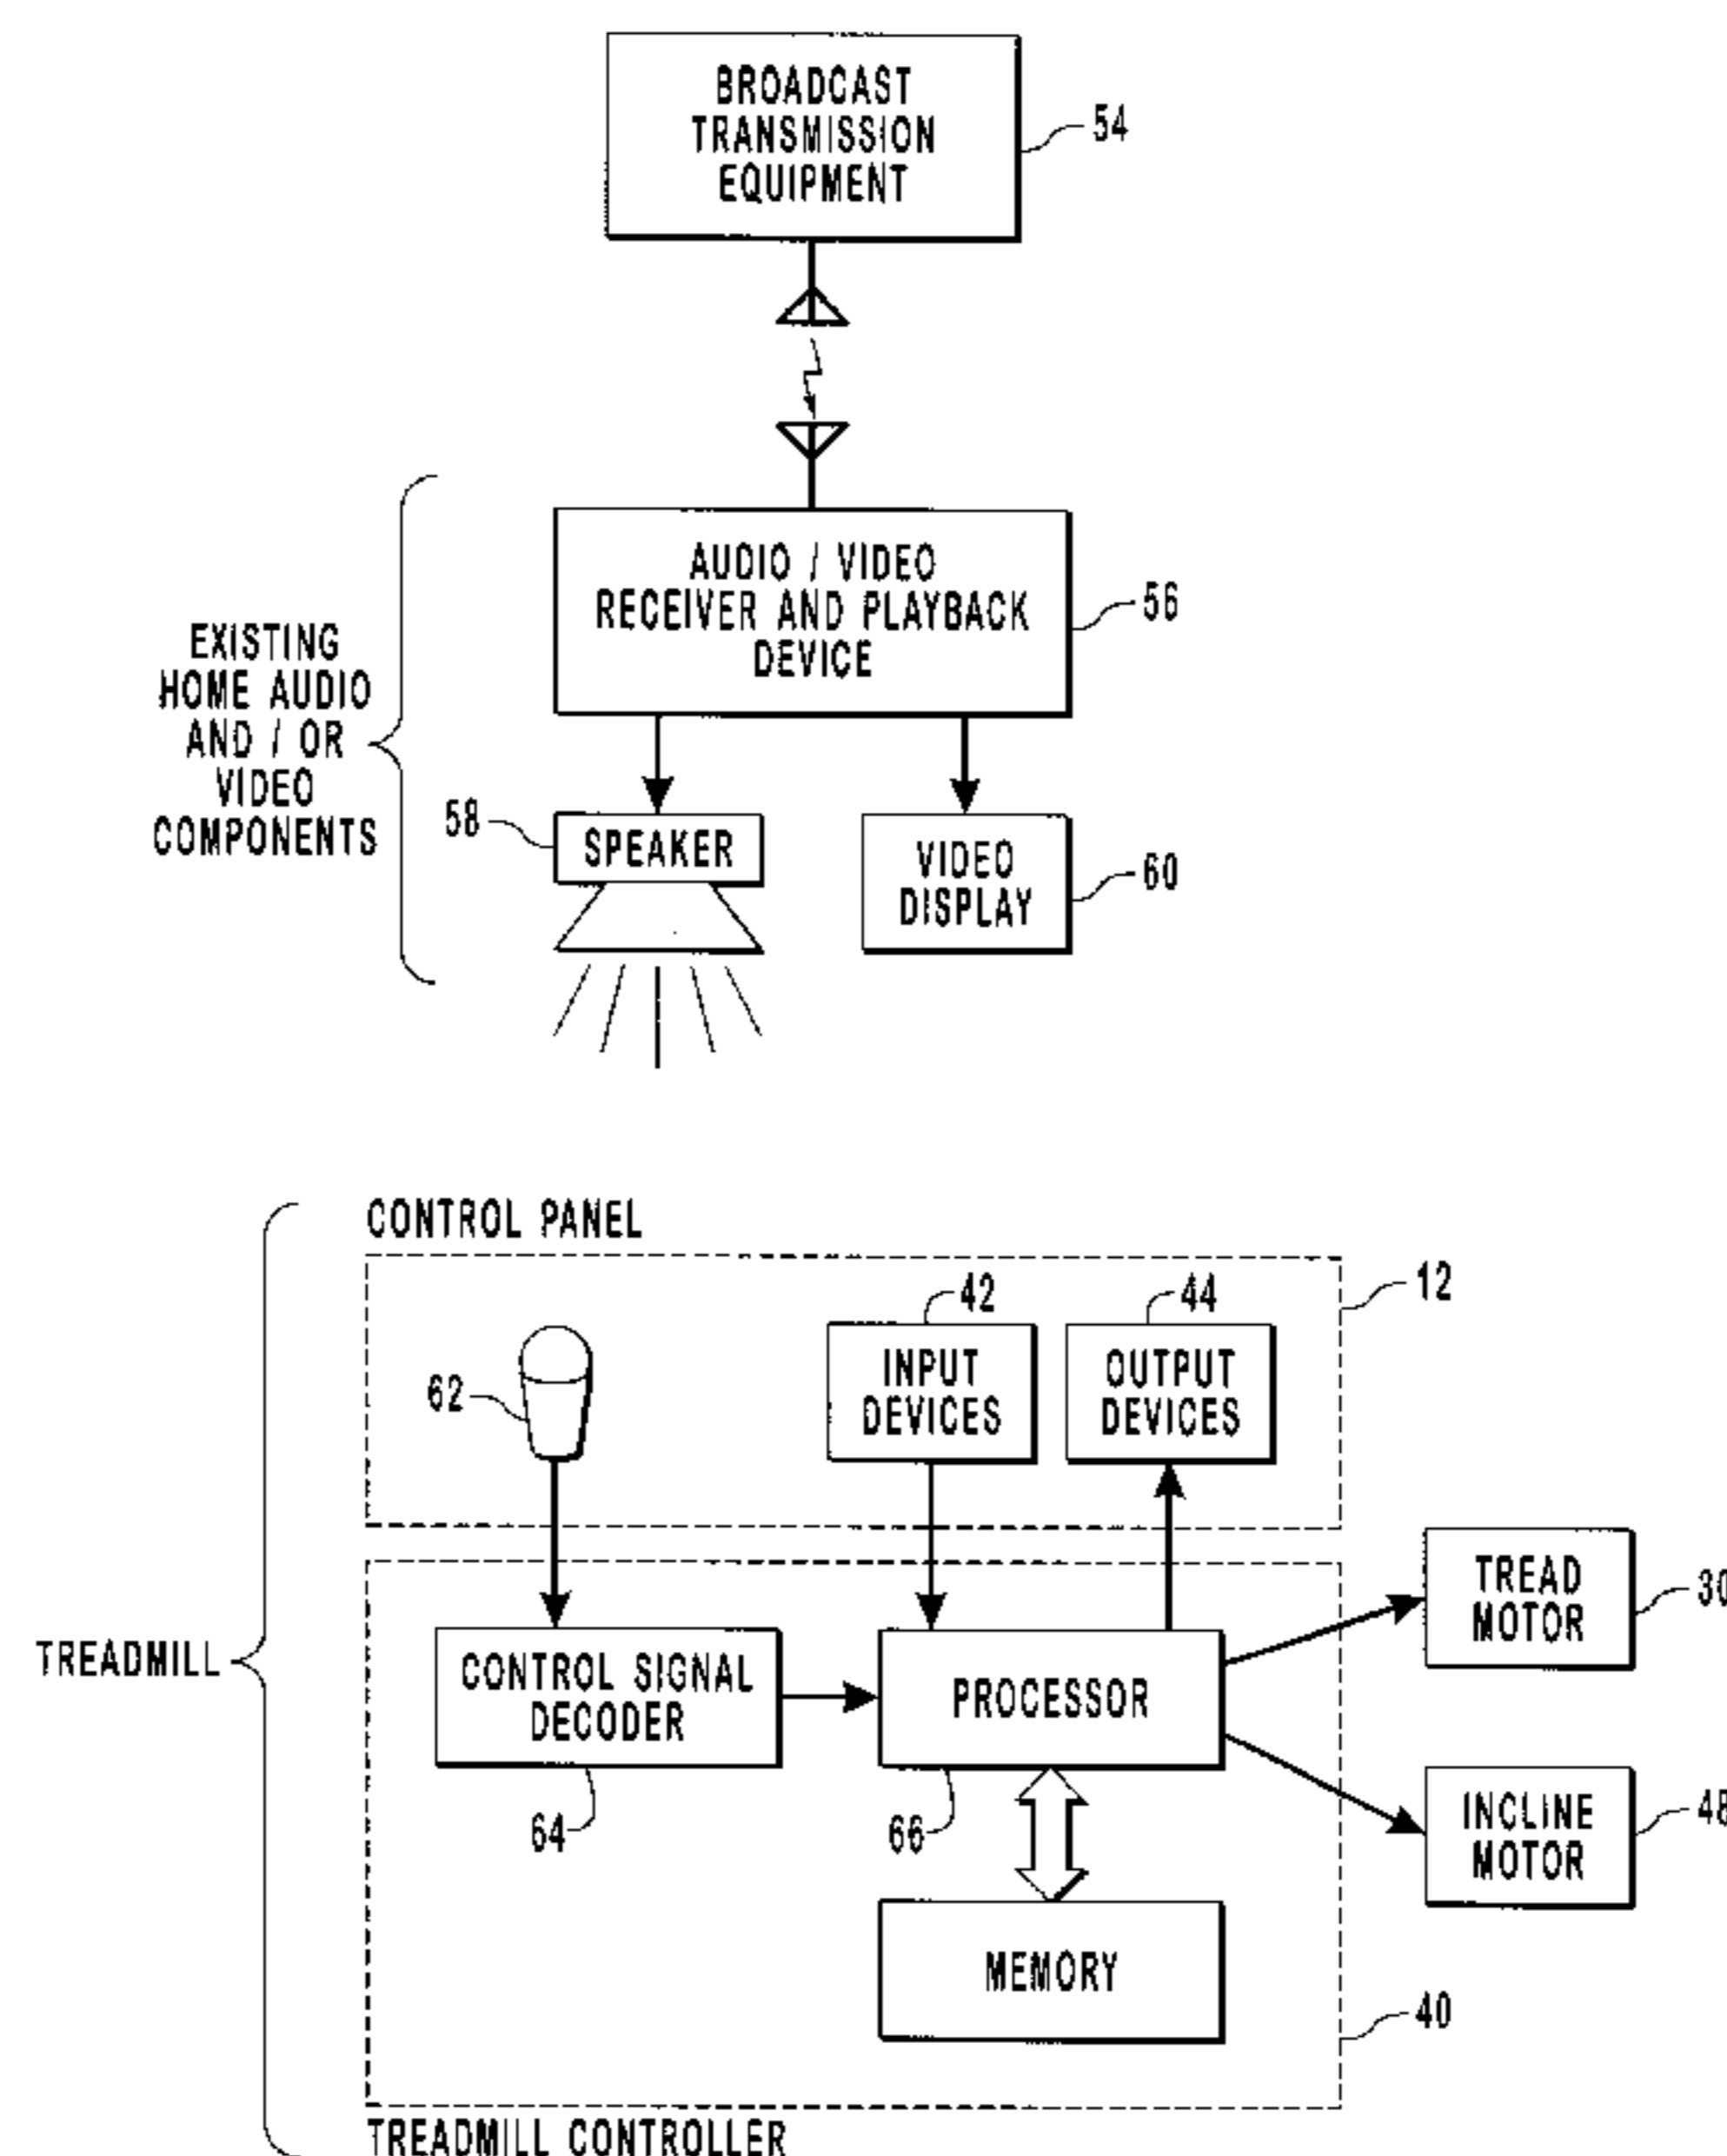 BROADCAST
TRANSMISSION
EQUIPMENT
54
AUDIO / VIDEO
RECEIVER AND PLAYBACK
DEVICE
56
EXISTING
HOME AUDIO
AND / OR
VIDEO
COMPONENTS
58
SPEAKER
VIDEO
DISPLAY
60
CONTROL PANEL
12
42
44
INPUT
DEVICES
OUTPUT
DEVICES
62
TREADMILL
CONTROL SIGNAL
DECODER
64
PROCESSOR
66
TREAD
MOTOR
30
INCLINE
MOTOR
48
MEMORY
40
TREADMILL CONTROLLER